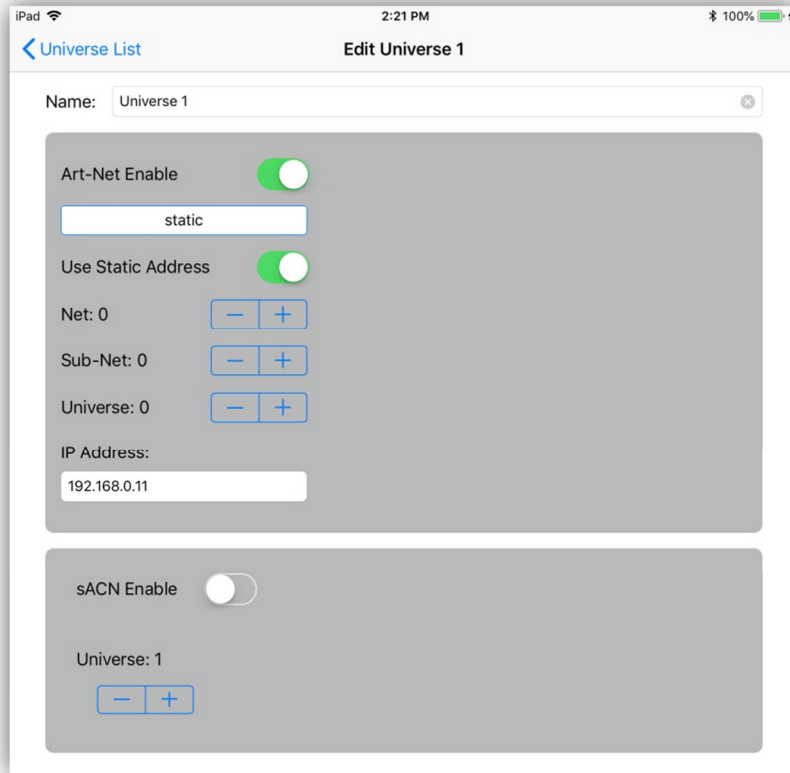 iPad 2:21 PM 100%
Universe List Edit Universe 1
Name: Universe 1
Art-Net Enable
static
Use Static Address
Net: 0 − +
Sub-Net: 0 − +
Universe: 0 − +
IP Address:
192.168.0.11
sACN Enable
Universe: 1
− +